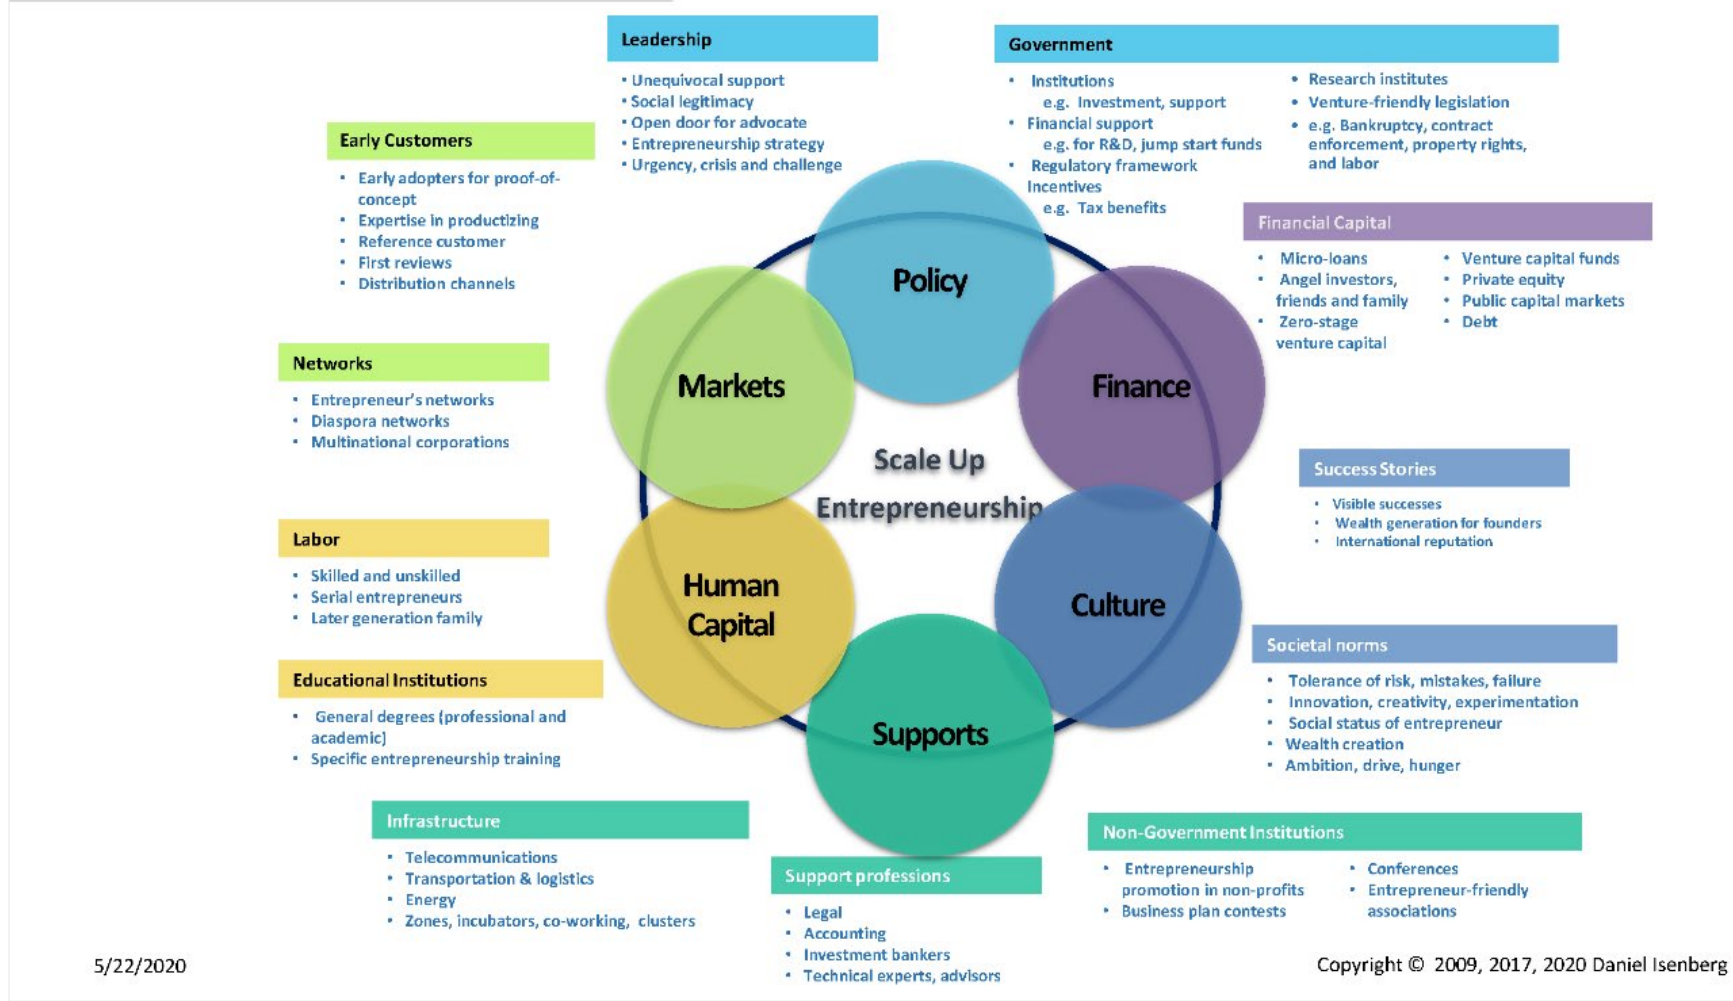 Leadership
• Unequivocal support
• Social legitimacy
• Open door for advocate
• Entrepreneurship strategy
• Urgency, crisis and challenge
Government
• Institutions
e.g. Investment, support
• Financial support
e.g. for R&D, jump start funds
• Regulatory framework
Incentives
e.g. Tax benefits
• Research institutes
• Venture-friendly legislation
• e.g. Bankruptcy, contract
enforcement, property rights,
and labor
Early Customers
• Early adopters for proof-of-
concept
• Expertise in productizing
• Reference customer
• First reviews
• Distribution channels
Financial Capital
• Micro-loans
• Angel investors,
friends and family
• Zero-stage
venture capital
• Venture capital funds
• Private equity
• Public capital markets
• Debt
Networks
• Entrepreneur's networks
• Diaspora networks
• Multinational corporations
Policy
Markets
Finance
Scale Up
Entrepreneurship
Human
Capital
Culture
Supports
Success Stories
• Visible successes
• Wealth generation for founders
• International reputation
Labor
• Skilled and unskilled
• Serial entrepreneurs
• Later generation family
Societal norms
• Tolerance of risk, mistakes, failure
• Innovation, creativity, experimentation
• Social status of entrepreneur
• Wealth creation
• Ambition, drive, hunger
Educational Institutions
• General degrees (professional and
academic)
• Specific entrepreneurship training
Infrastructure
• Telecommunications
• Transportation & logistics
• Energy
• Zones, incubators, co-working, clusters
Support professions
• Legal
• Accounting
• Investment bankers
• Technical experts, advisors
Non-Government Institutions
• Entrepreneurship
promotion in non-profits
• Business plan contests
• Conferences
• Entrepreneur-friendly
associations
5/22/2020
Copyright © 2009, 2017, 2020 Daniel Isenberg